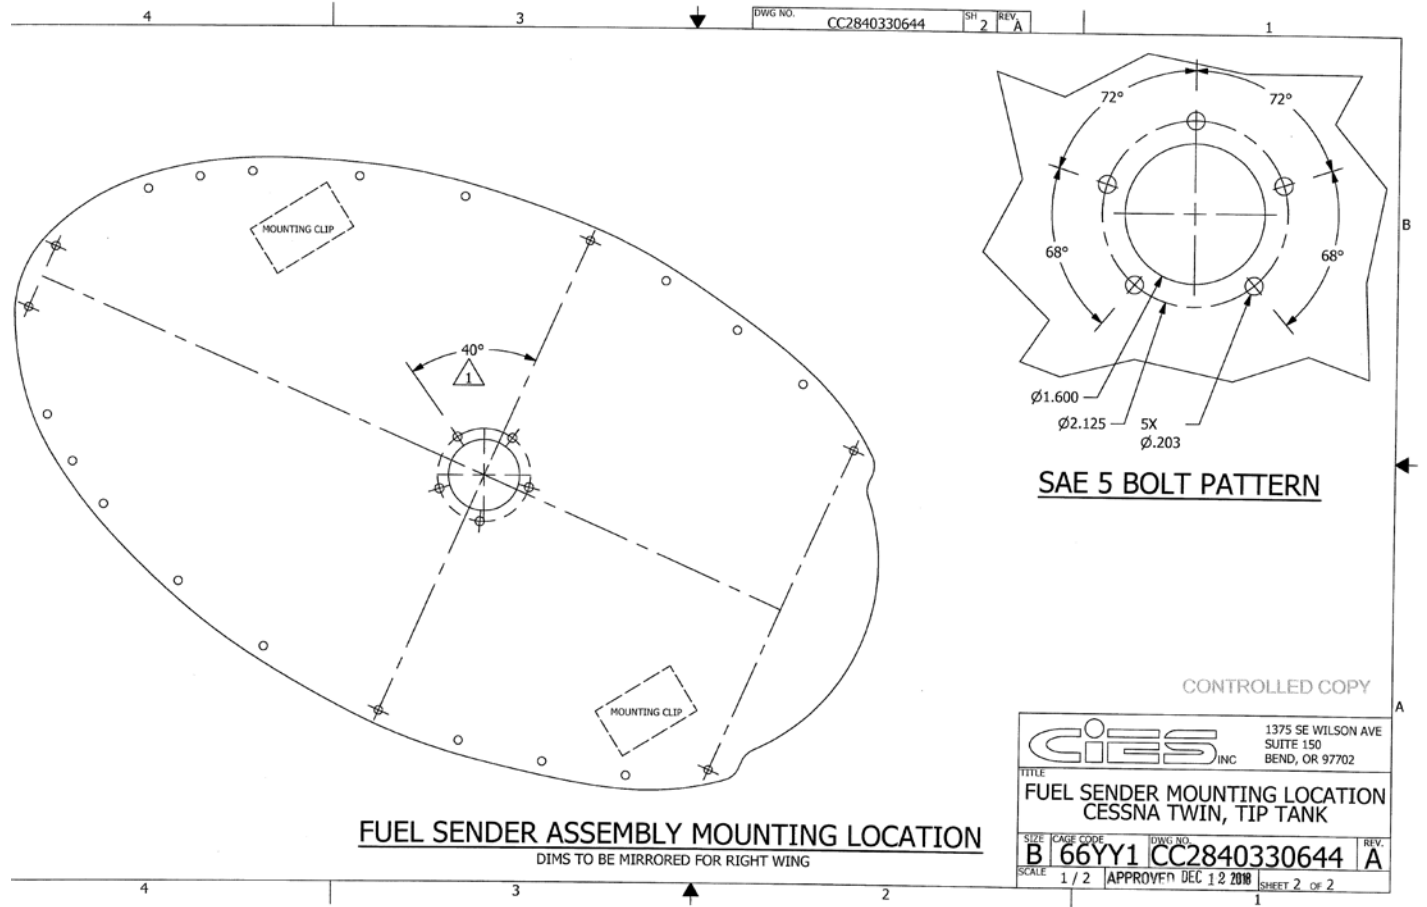 4
3
DWG NO.
CC2840330644
SH
2
REV.
A
1
72°
72°
B
MOUNTING CLIP
68°
68°
40°
1
Ø1.600
Ø2.125
5X
Ø.203
SAE 5 BOLT PATTERN
CONTROLLED COPY
MOUNTING CLIP
A
CiES INC
1375 SE WILSON AVE
SUITE 150
BEND, OR 97702
TITLE
FUEL SENDER MOUNTING LOCATION
CESSNA TWIN, TIP TANK
FUEL SENDER ASSEMBLY MOUNTING LOCATION
DIMS TO BE MIRRORED FOR RIGHT WING
SIZE
B
CAGE CODE
66YY1
DWG NO.
CC2840330644
REV.
A
SCALE
1 / 2
APPROVED DEC 12 2018
SHEET 2 OF 2
4
3
2
1